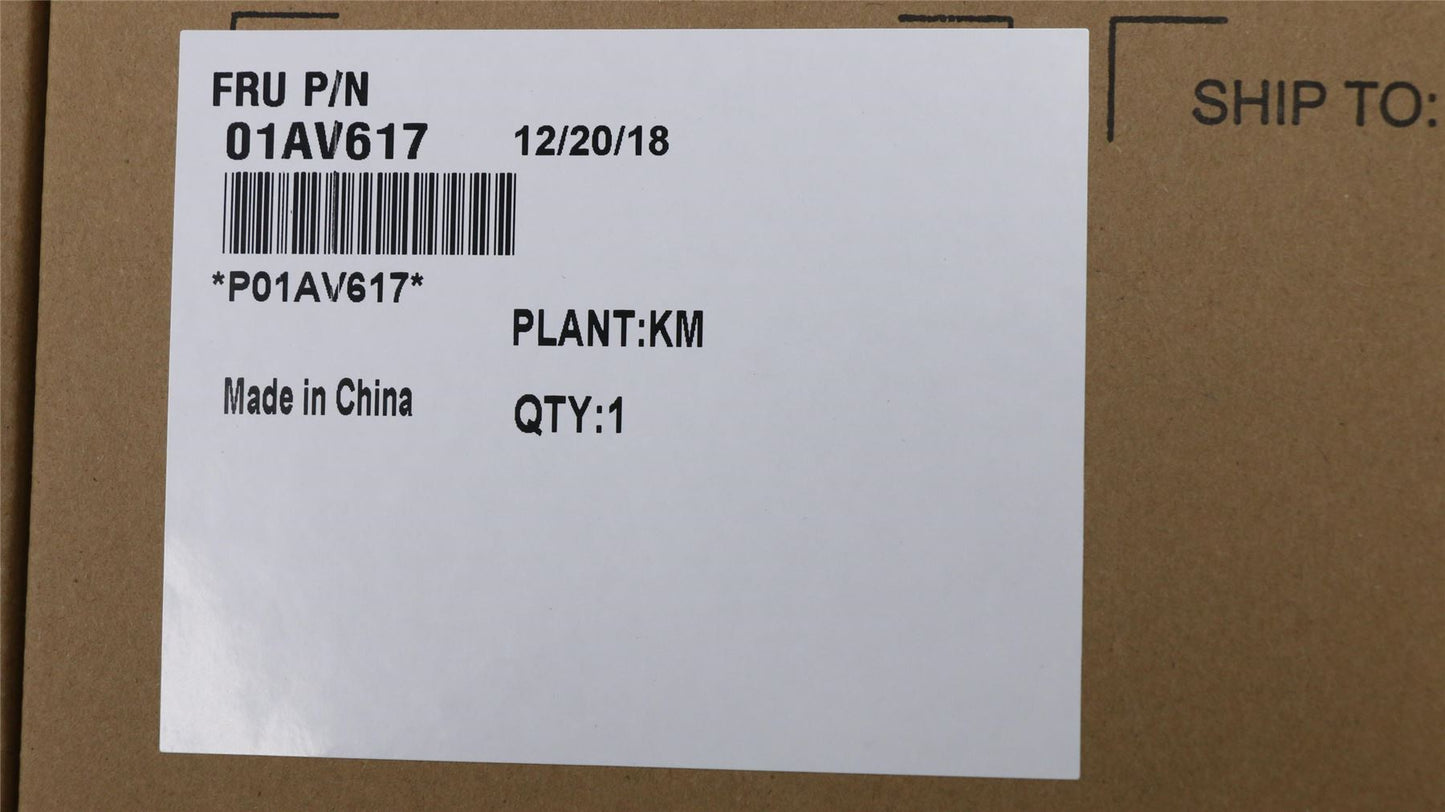 FRU P/N
01AV617 12/20/18
*P01AV617*
PLANT:KM
Made in China
QTY:1
SHIP TO: